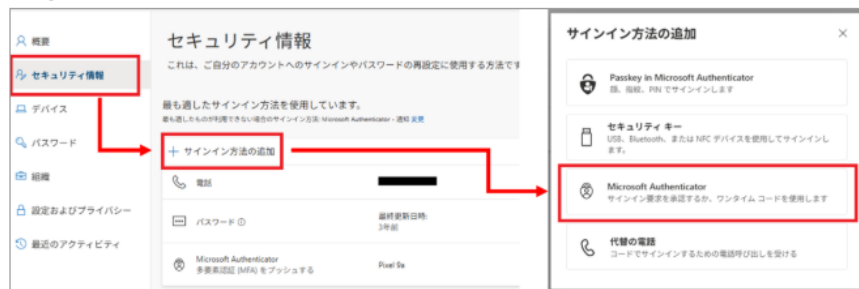 概要
セキュリティ情報
デバイス
パスワード
組織
設定およびプライバシー
最近のアクティビティ
セキュリティ情報
これは、ご自分のアカウントへのサインインやパスワードの再設定に使用する方法です
最も適したサインイン方法を使用しています。
最も適したものが利用できない場合のサインイン方法: Microsoft Authenticator - 通知 変更
+ サインイン方法の追加
電話
パスワード
最終更新日時:
3年前
Microsoft Authenticator
多要素認証 (MFA) をプッシュする
Pixel 9a
サインイン方法の追加
Passkey in Microsoft Authenticator
顔、指紋、PIN でサインインします
セキュリティ キー
USB、Bluetooth、または NFC デバイスを使用してサインインし
ます。
Microsoft Authenticator
サインイン要求を承認するか、ワンタイム コードを使用します
代替の電話
コードでサインインするための電話呼び出しを受ける